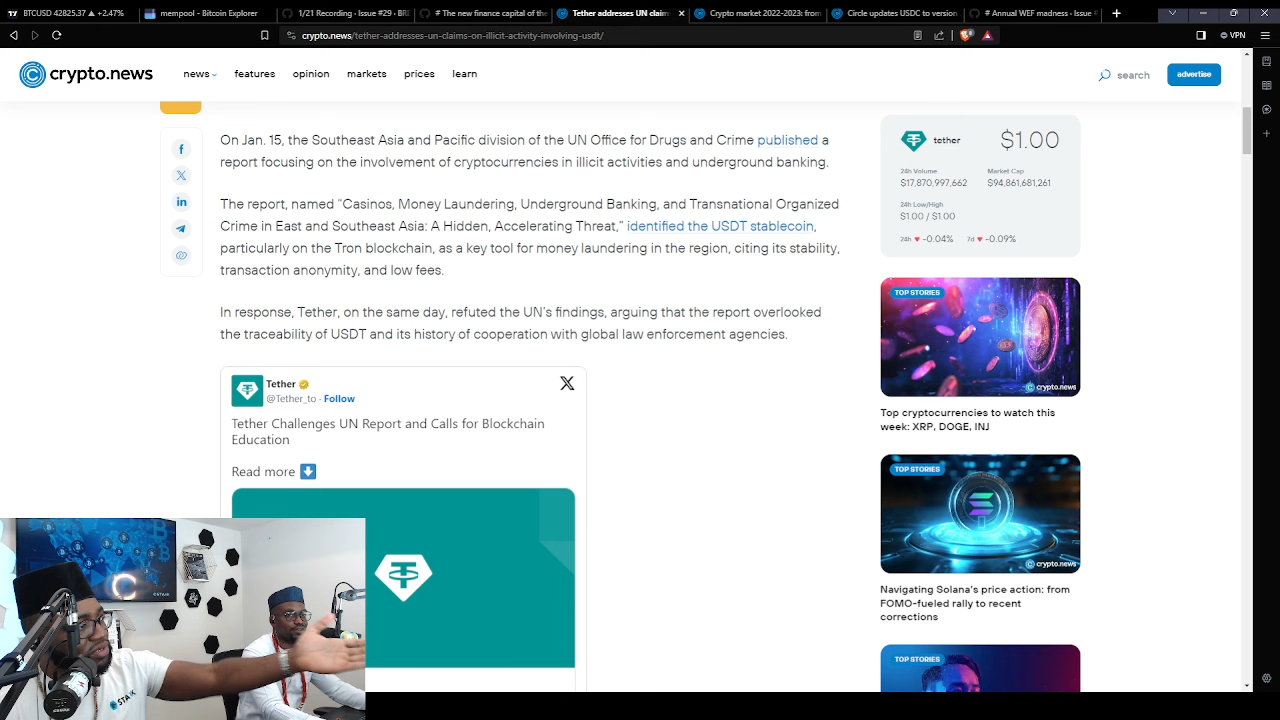 BTCUSD 42825.37 ▲ +2.47%
mempool - Bitcoin Explorer
1/21 Recording - Issue #29 - BRE
# The new finance capital of the
Tether addresses UN claim
Crypto market 2022-2023: from
Circle updates USDC to version
# Annual WEF madness - Issue #
crypto.news/tether-addresses-un-claims-on-illicit-activity-involving-usdt/
VPN
crypto.news
news
features
opinion
markets
prices
learn
search
advertise
On Jan. 15, the Southeast Asia and Pacific division of the UN Office for Drugs and Crime published a
report focusing on the involvement of cryptocurrencies in illicit activities and underground banking.
The report, named “Casinos, Money Laundering, Underground Banking, and Transnational Organized
Crime in East and Southeast Asia: A Hidden, Accelerating Threat,” identified the USDT stablecoin,
particularly on the Tron blockchain, as a key tool for money laundering in the region, citing its stability,
transaction anonymity, and low fees.
In response, Tether, on the same day, refuted the UN’s findings, arguing that the report overlooked
the traceability of USDT and its history of cooperation with global law enforcement agencies.
Tether
@Tether_to · Follow
Tether Challenges UN Report and Calls for Blockchain
Education
Read more ⬇️
tether
$1.00
24h Volume
$17,870,997,662
Market Cap
$94,861,681,261
24h Low/High
$1.00 / $1.00
24h ♥ -0.04%
7d ♥ -0.09%
TOP STORIES
crypto.news
Top cryptocurrencies to watch this
week: XRP, DOGE, INJ
TOP STORIES
crypto.news
Navigating Solana’s price action: from
FOMO-fueled rally to recent
corrections
TOP STORIES